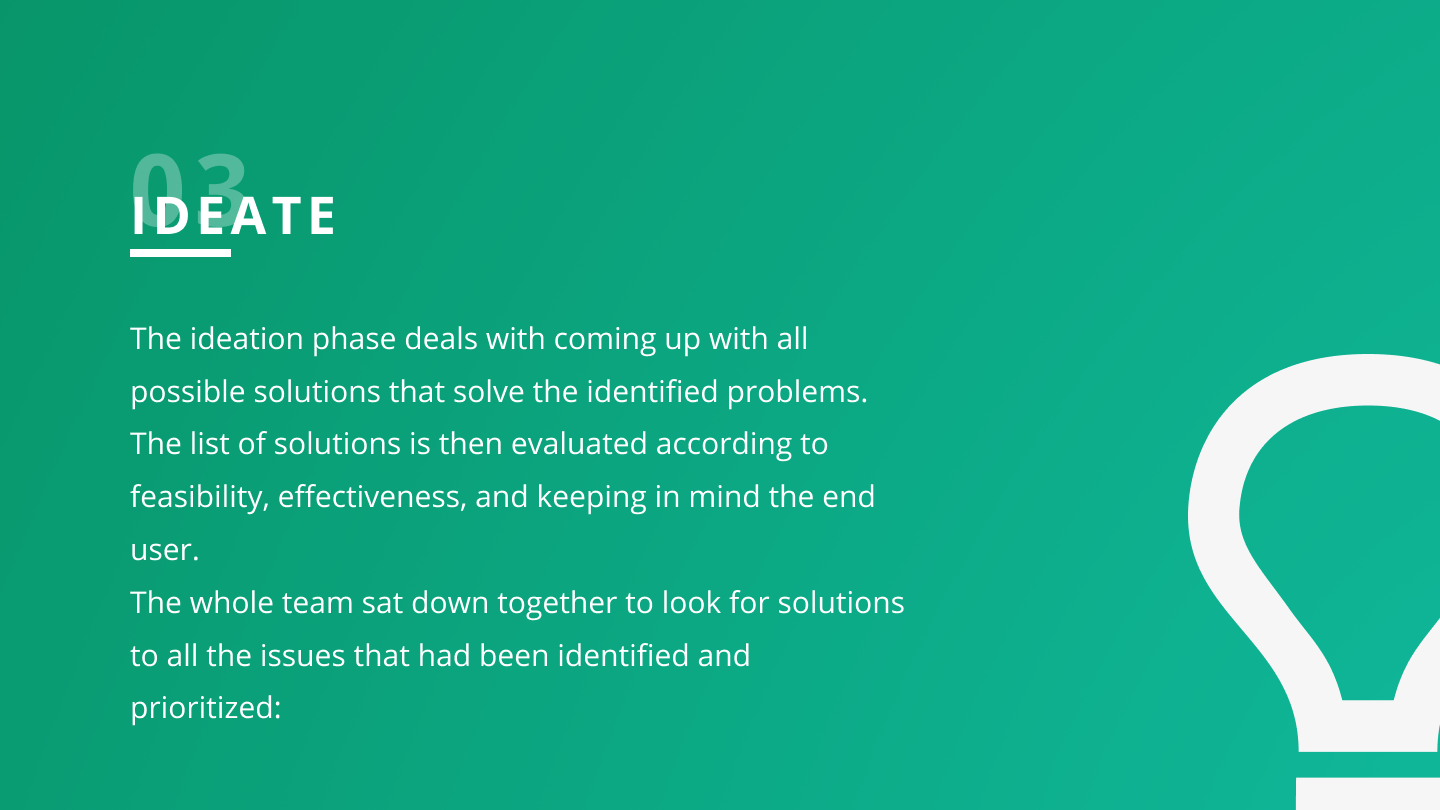 03
IDEATE
The ideation phase deals with coming up with all
possible solutions that solve the identified problems.
The list of solutions is then evaluated according to
feasibility, effectiveness, and keeping in mind the end
user.
The whole team sat down together to look for solutions
to all the issues that had been identified and
prioritized: